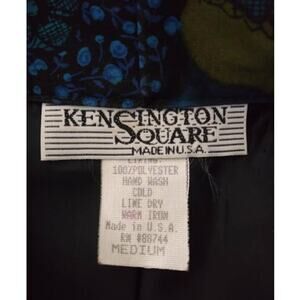 KENSINGTON
SQUARE
MADE IN U.S.A.
LINING:
100%POLYESTER
HAND WASH
COLD
LINE DRY
WARM IRON
Made in U.S.A.
RN #88744
MEDIUM